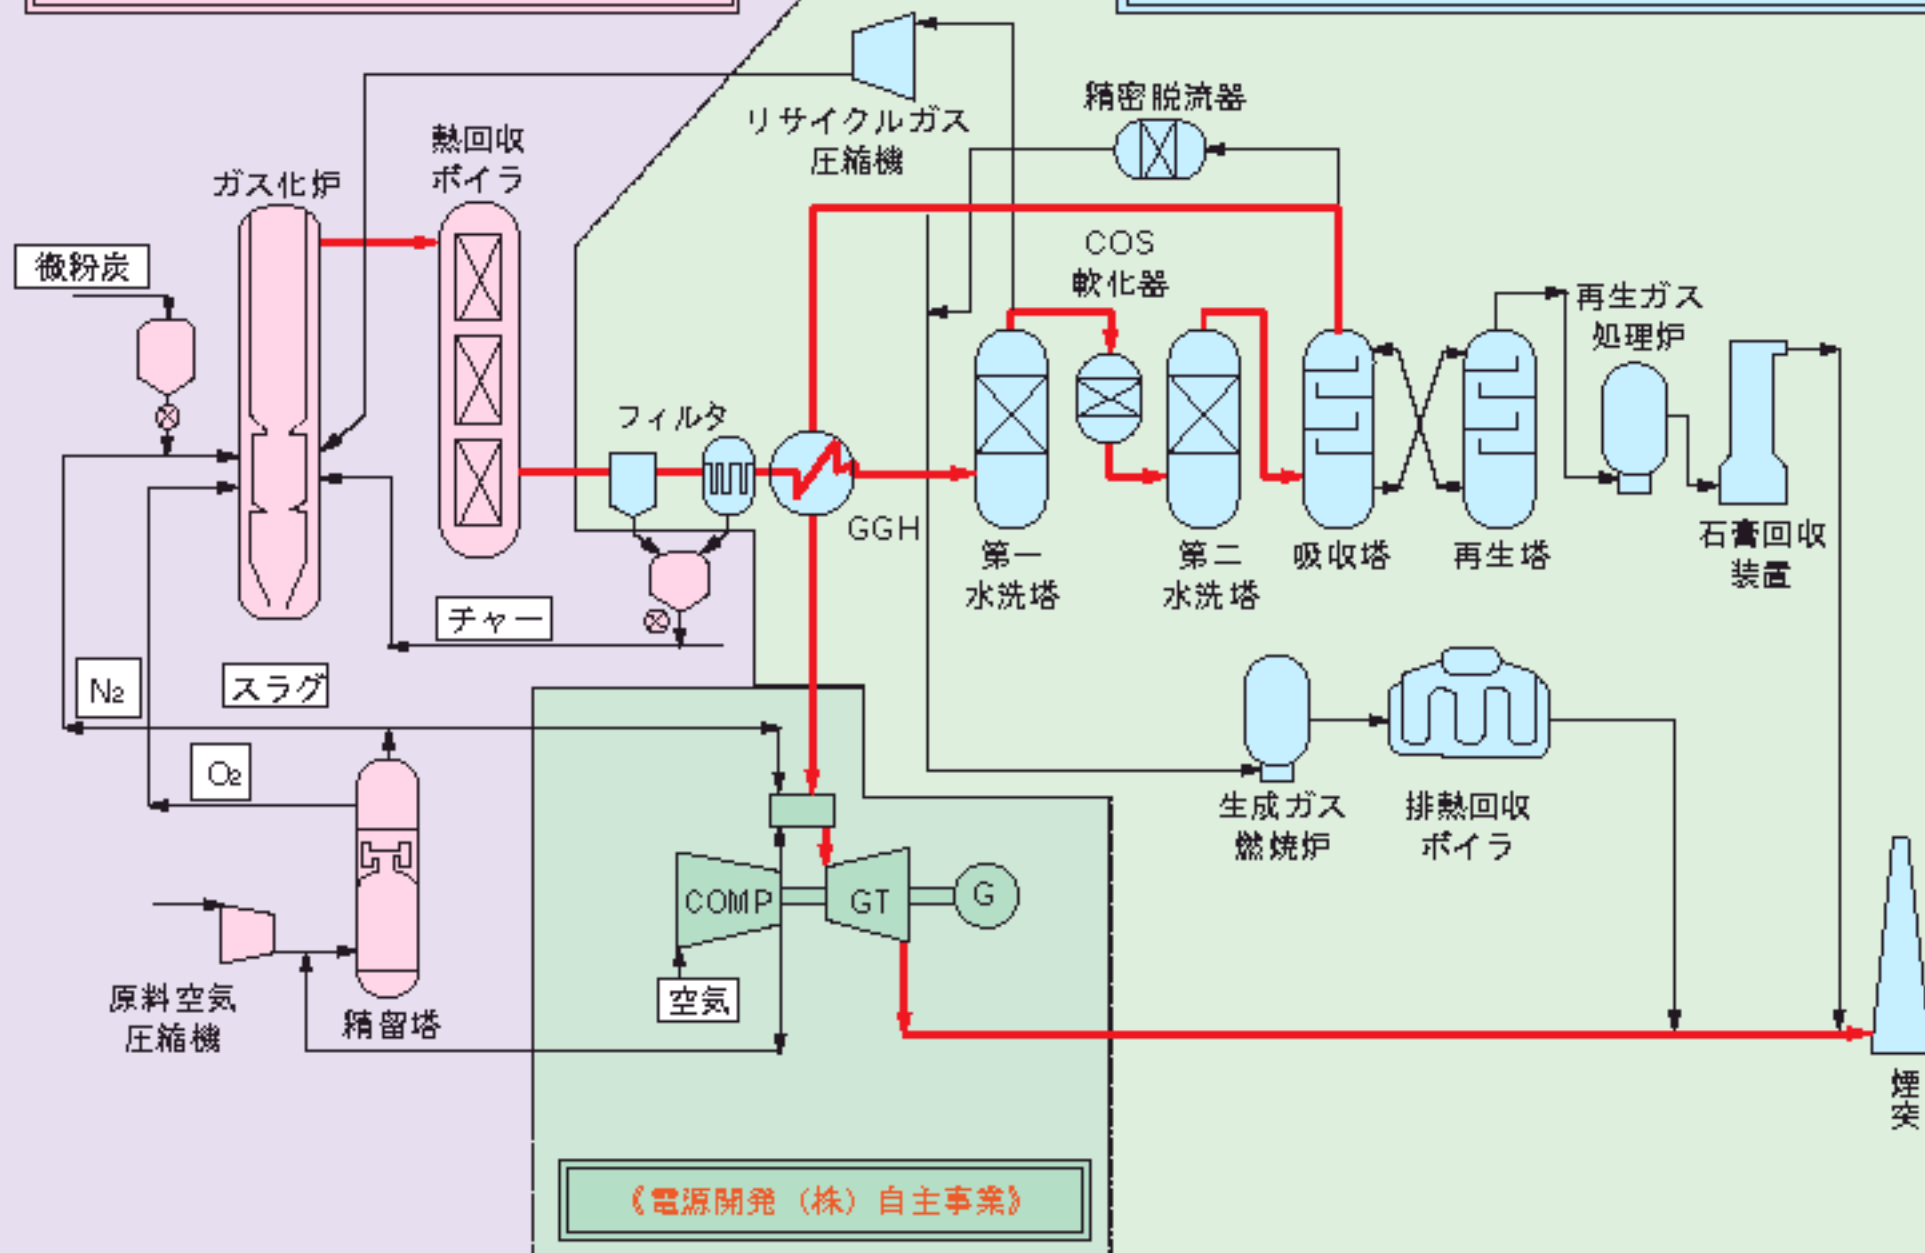 リサイクルガス
圧縮機
精密脱流器
熱回収
ボイラ
ガス化炉
微粉炭
COS
軟化器
再生ガス
処理炉
フィルタ
GGH
第一
水洗塔
第二
水洗塔
吸収塔
再生塔
石膏回収
装置
チャー
N₂
スラグ
O₂
生成ガス
燃焼炉
排熱回収
ボイラ
COMP
GT
G
空気
原料空気
圧縮機
精留塔
煙
突
《電源開発（株）自主事業》